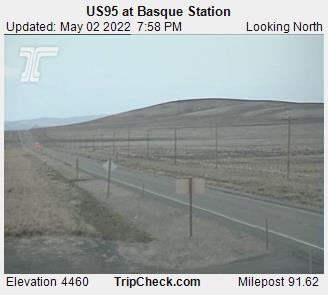 US95 at Basque Station
Updated: May 02 2022 7:58 PM Looking North
Elevation 4460 TripCheck.com Milepost 91.62